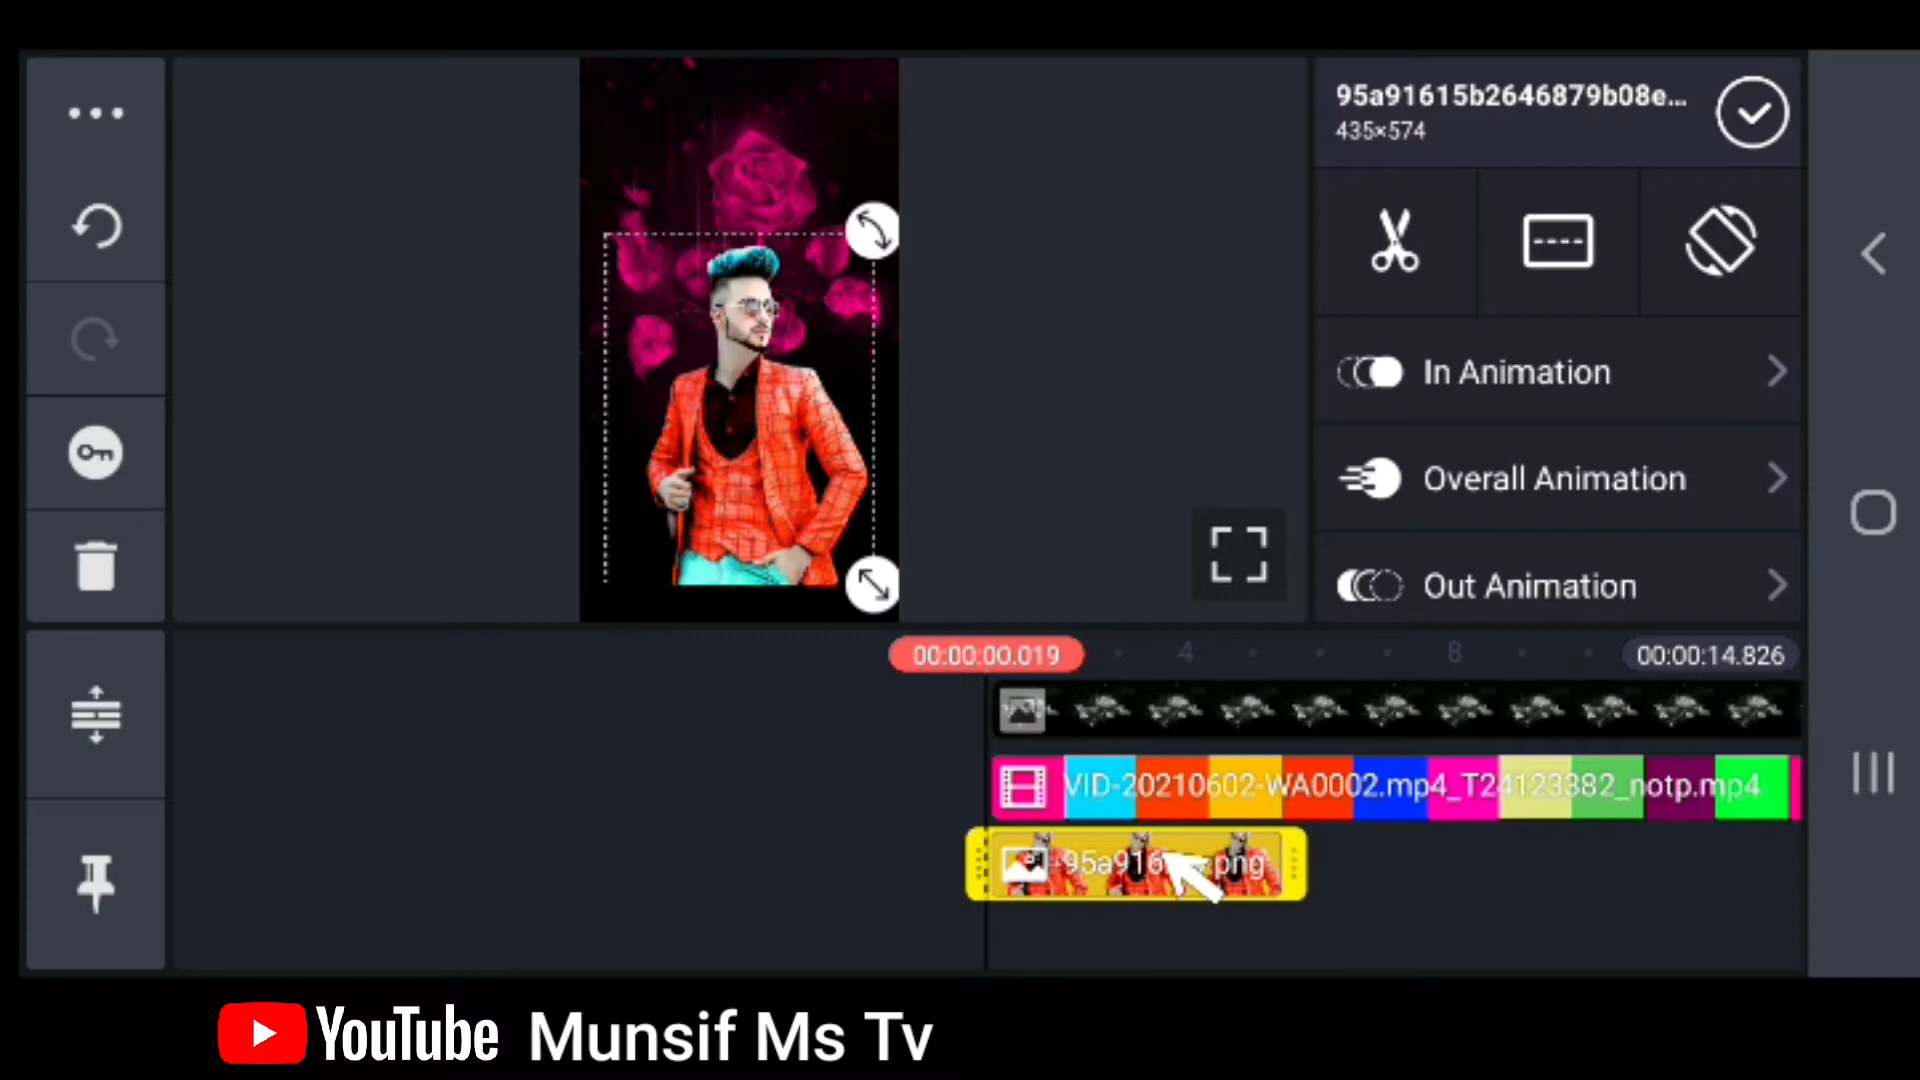 95a91615b2646879b08e...
435×574
In Animation
Overall Animation
Out Animation
00:00:00.019
4
8
00:00:14.826
VID-20210602-WA0002.mp4_T24123382_notp.mp4
png
YouTube Munsif Ms Tv